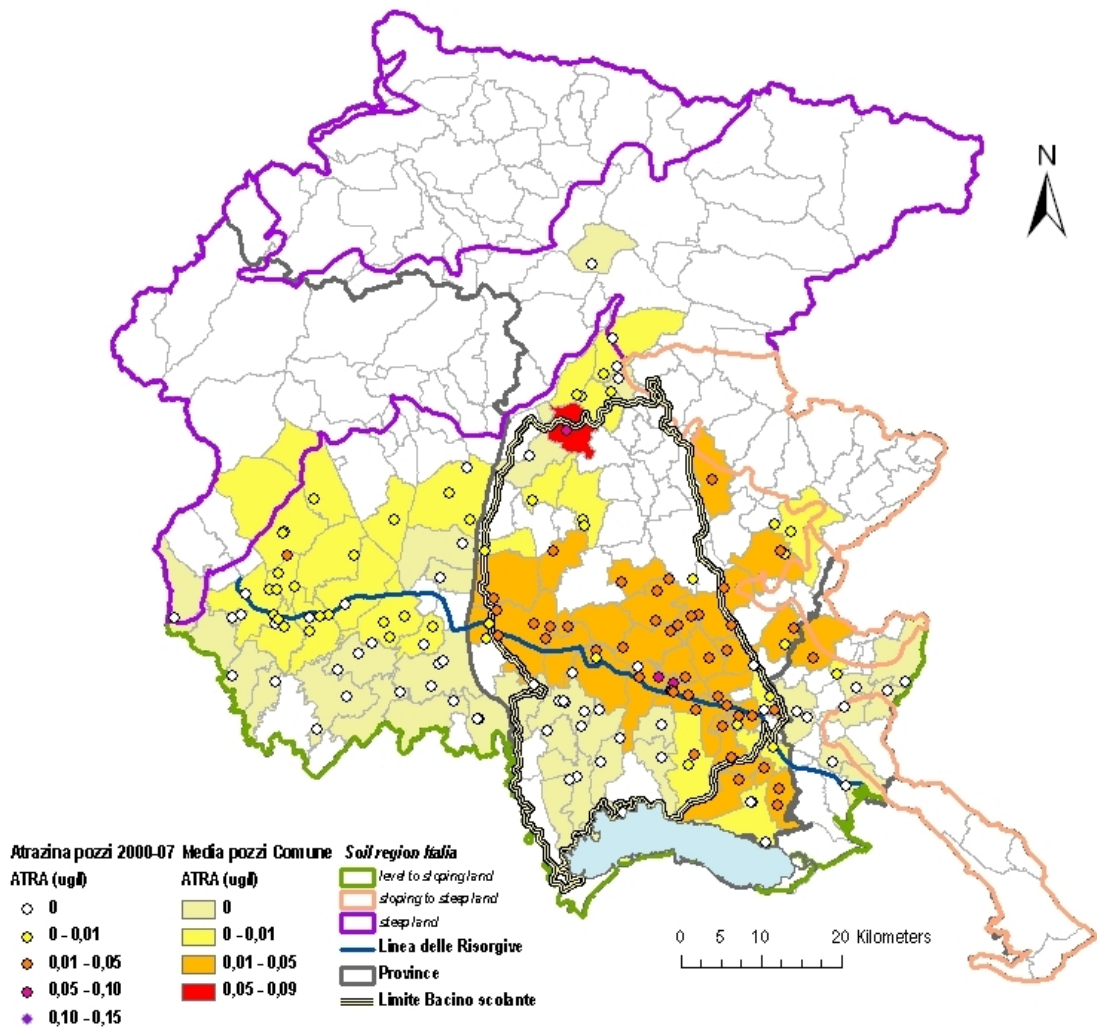 N
Atrazina pozzi 2000-07 Media pozzi Comune Soil region Italia
ATRA (ug/l) ATRA (ug/l) level to sloping land
0 0 sloping to steep land
0 - 0,01 0 - 0,01 steep land
0,01 - 0,05 0,01 - 0,05 Linea delle Risorgive
0,05 - 0,10 0,05 - 0,09 Province
0,10 - 0,15 Limite Bacino scolante
0 5 10 20 Kilometers